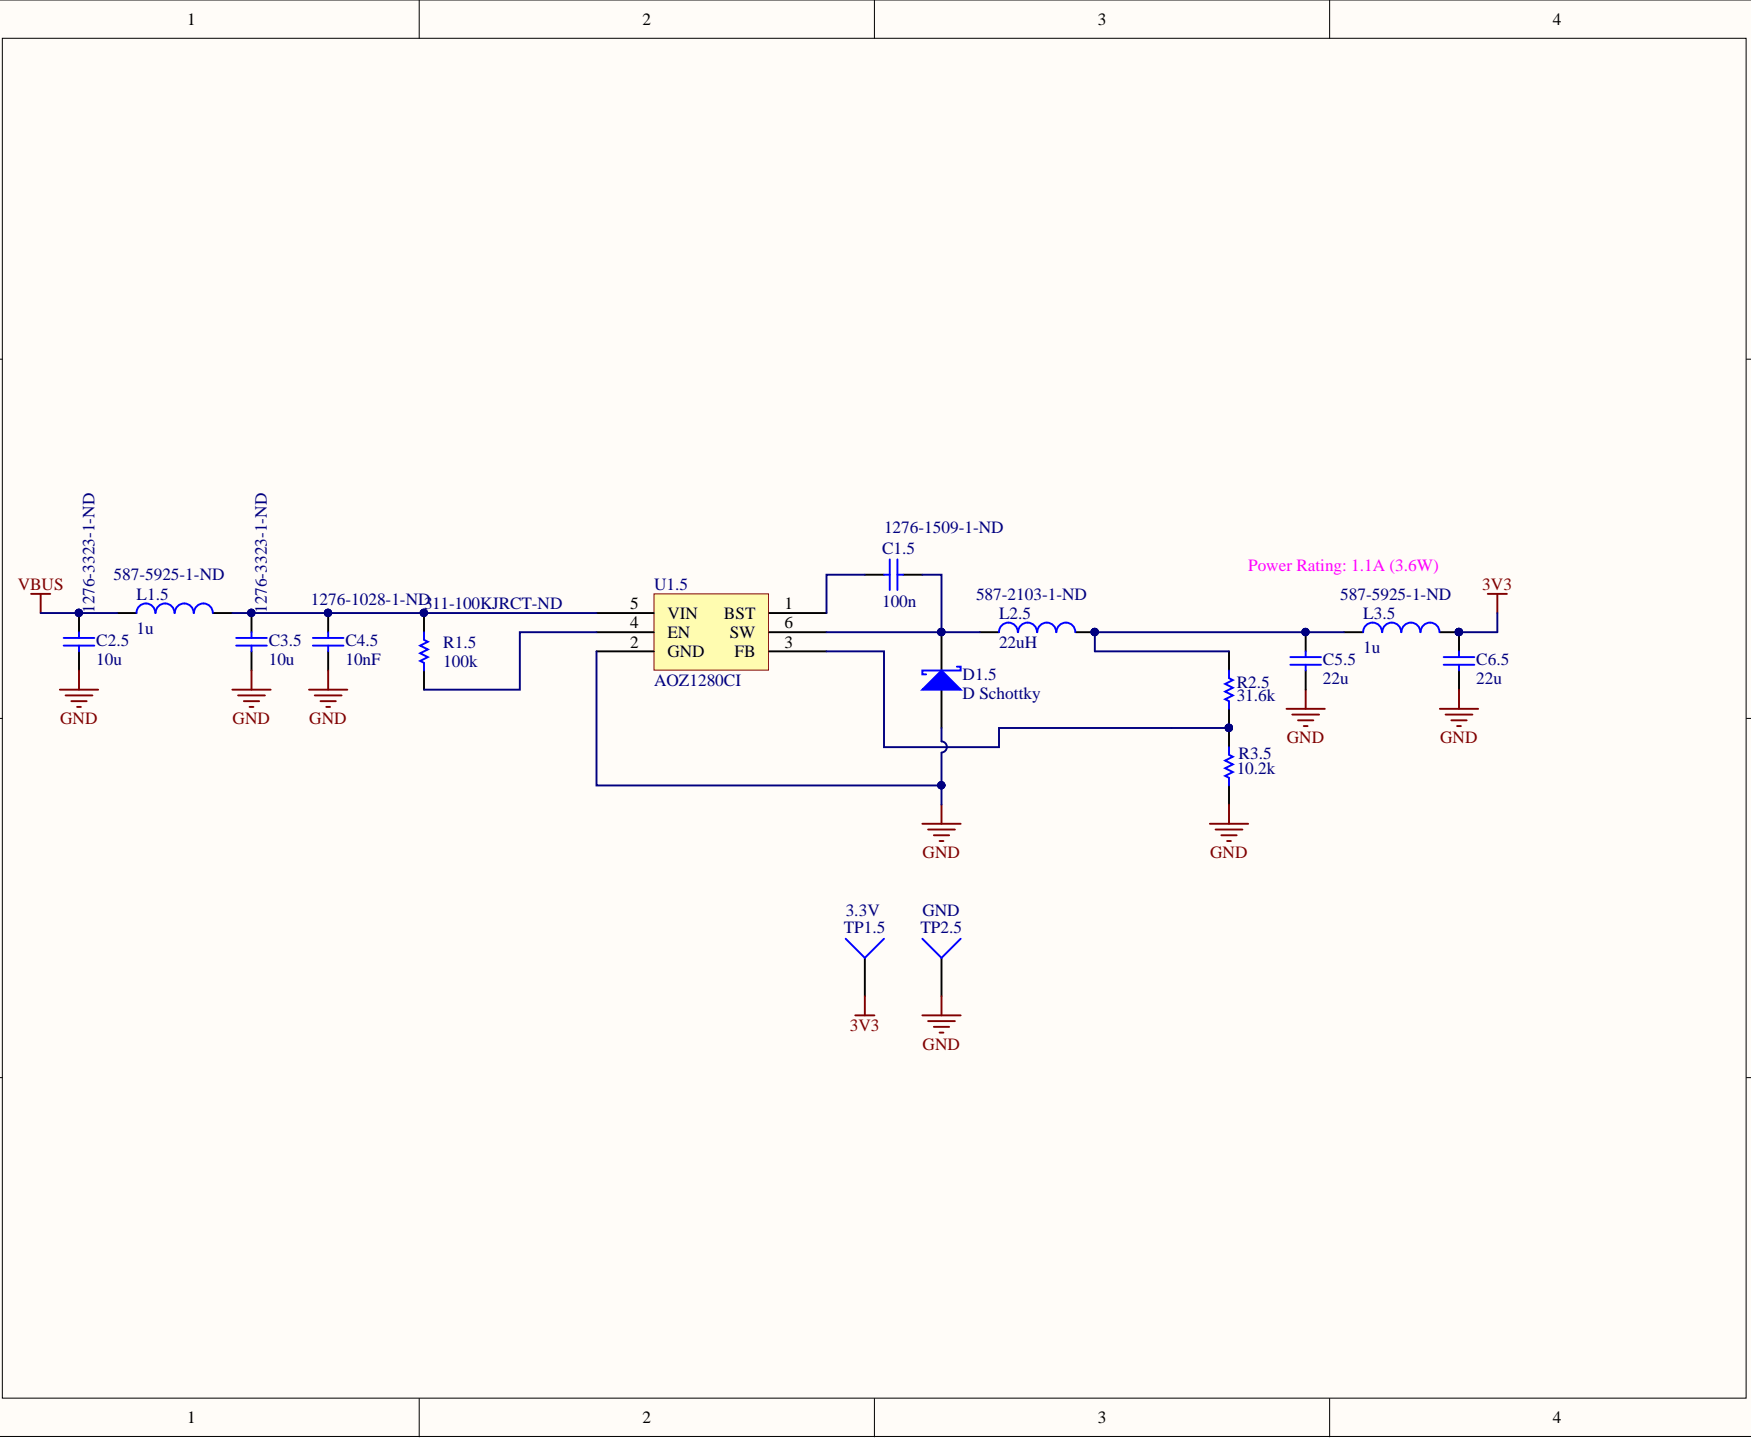 1 2 3 4
1276-3323-1-ND
1276-3323-1-ND
587-5925-1-ND
L1.5
1u
VBUS
C2.5
10u
GND
C3.5
10u
GND
1276-1028-1-ND
C4.5
10nF
GND
311-100KJRCT-ND
R1.5
100k
U1.5
5 VIN BST 1
4 EN SW 6
2 GND FB 3
AOZ1280CI
1276-1509-1-ND
C1.5
100n
587-2103-1-ND
L2.5
22uH
D1.5
D Schottky
GND
R2.5
31.6k
R3.5
10.2k
GND
Power Rating: 1.1A (3.6W)
587-5925-1-ND
L3.5
1u
3V3
C5.5
22u
GND
C6.5
22u
GND
3.3V
TP1.5
3V3
GND
TP2.5
GND
1 2 3 4